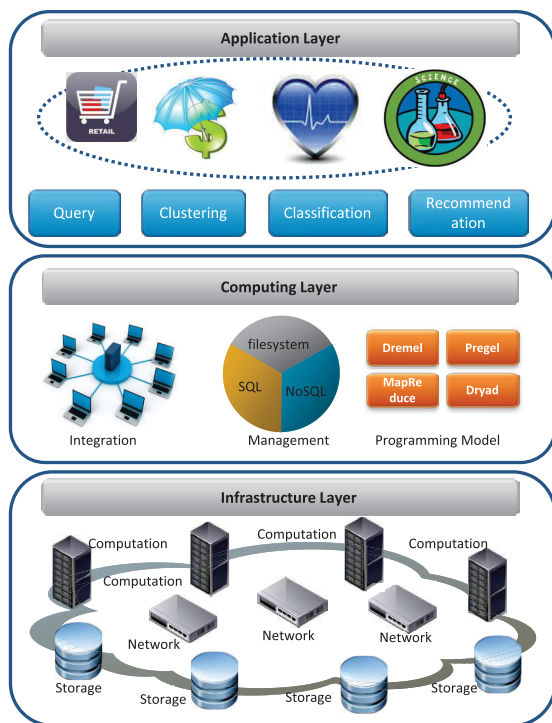 Application Layer
RETAIL
SCIENCE
Query
Clustering
Classification
Recommend
ation
Computing Layer
filesystem
SQL
NoSQL
Dremel
Pregel
MapRe
duce
Dryad
Integration
Management
Programming Model
Infrastructure Layer
Computation
Computation
Computation
Computation
Network
Network
Network
Storage
Storage
Storage
Storage